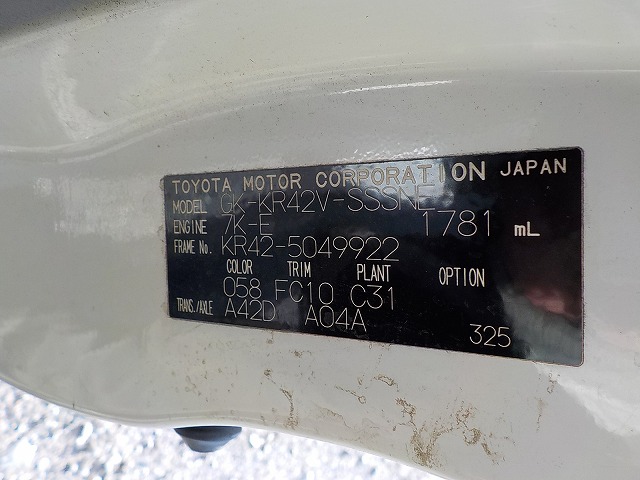 TOYOTA MOTOR CORPORATION JAPAN
MODEL GK-KR42V-SSSNE
ENGINE 7K-E 1781 mL
FRAME No. KR42-5049922
COLOR TRIM PLANT OPTION
058 FC10 C31
TRANS./AXLE A42D A04A
325